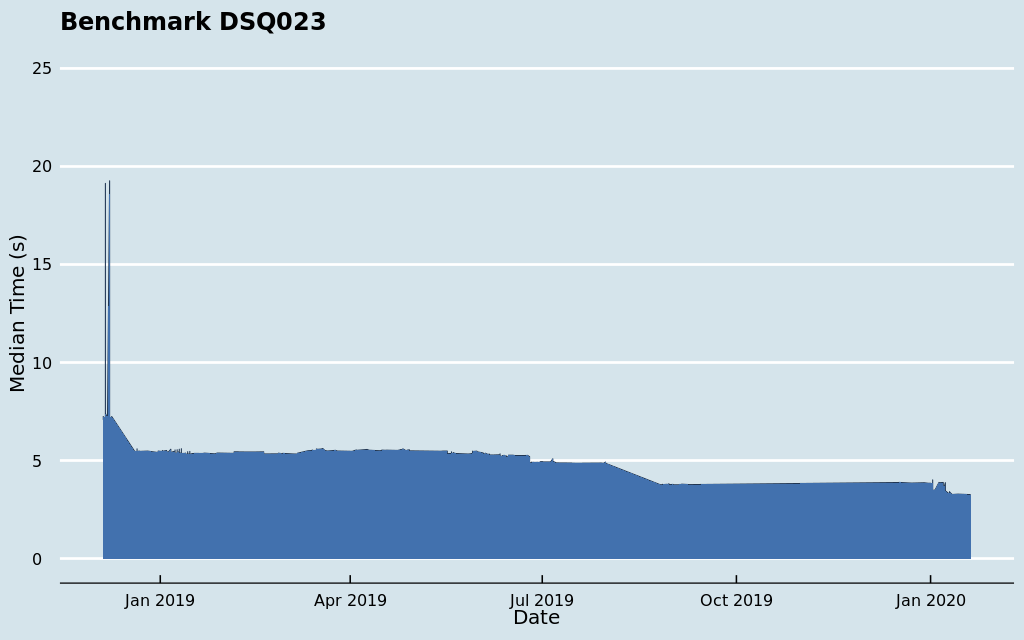 Benchmark DSQ023
Median Time (s)
25
20
15
10
5
0
Jan 2019
Apr 2019
Jul 2019
Oct 2019
Jan 2020
Date